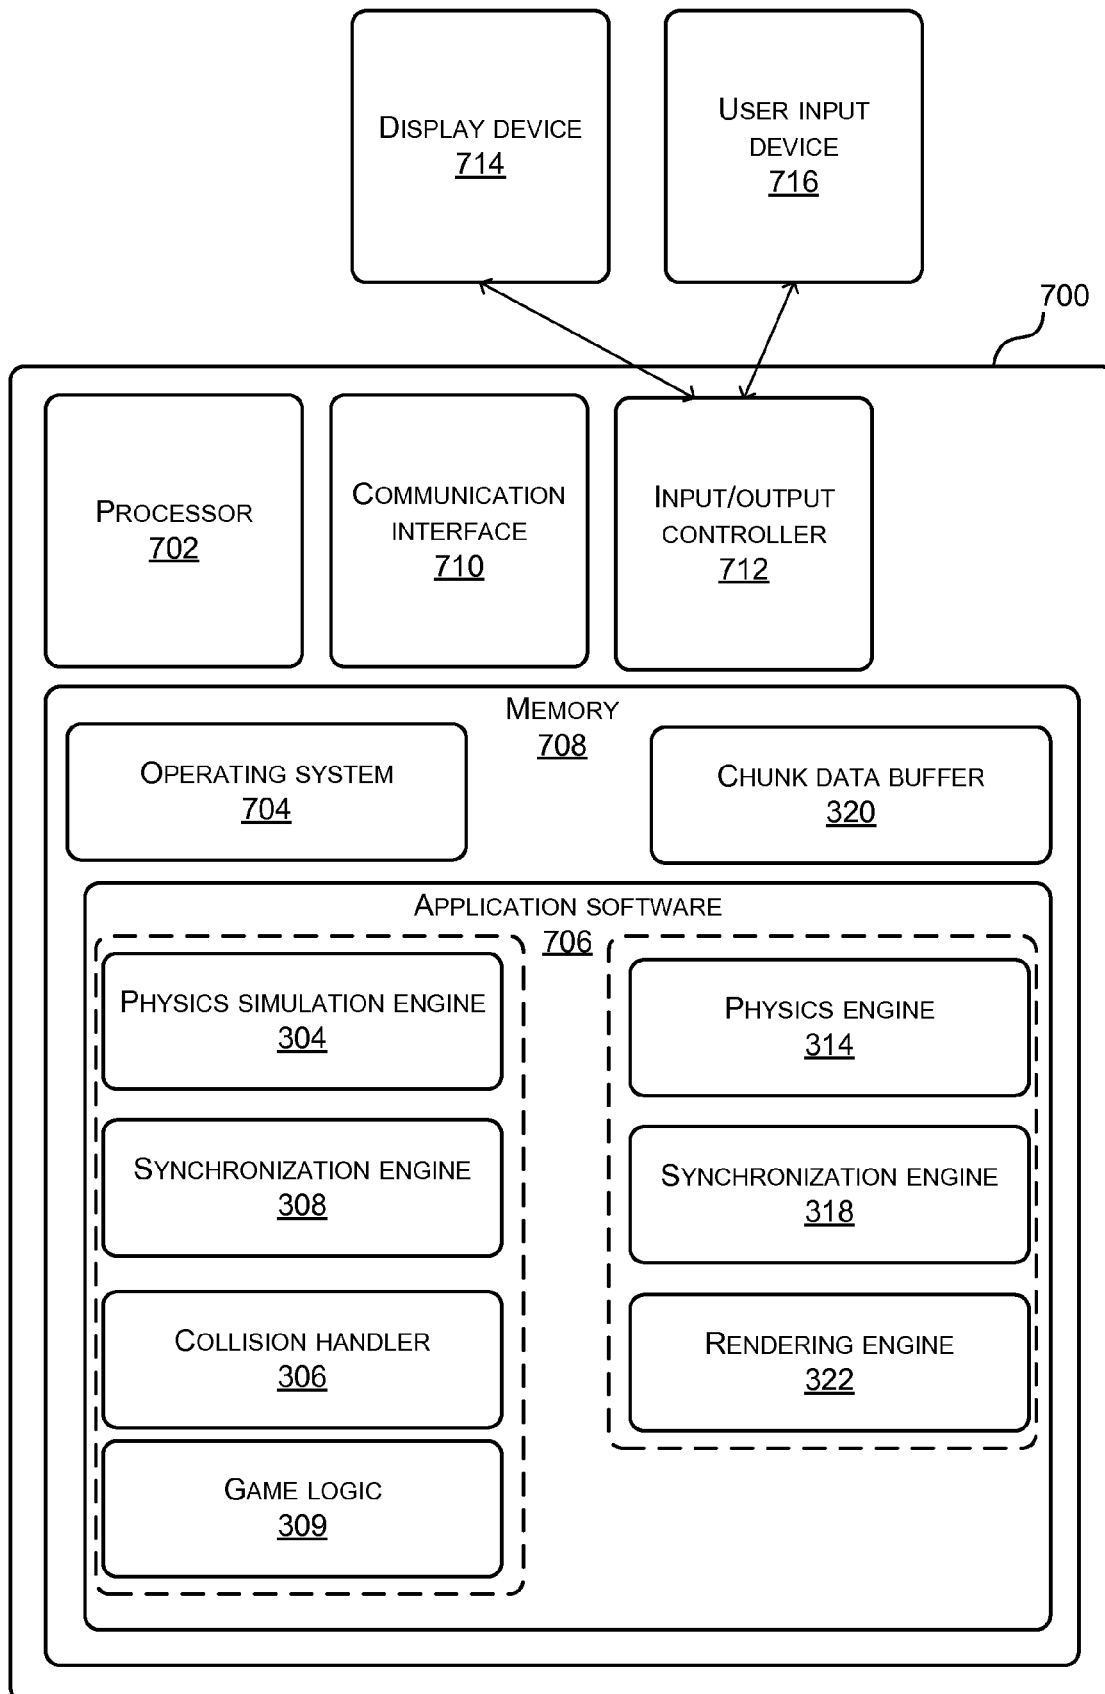 DISPLAY DEVICE
714
USER INPUT
DEVICE
716
700
PROCESSOR
702
COMMUNICATION
INTERFACE
710
INPUT/OUTPUT
CONTROLLER
712
MEMORY
708
OPERATING SYSTEM
704
CHUNK DATA BUFFER
320
APPLICATION SOFTWARE
706
PHYSICS SIMULATION ENGINE
304
SYNCHRONIZATION ENGINE
308
COLLISION HANDLER
306
GAME LOGIC
309
PHYSICS ENGINE
314
SYNCHRONIZATION ENGINE
318
RENDERING ENGINE
322